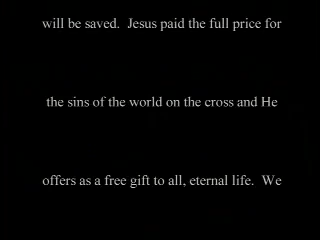 will be saved.  Jesus paid the full price for
the sins of the world on the cross and He
offers as a free gift to all, eternal life.  We